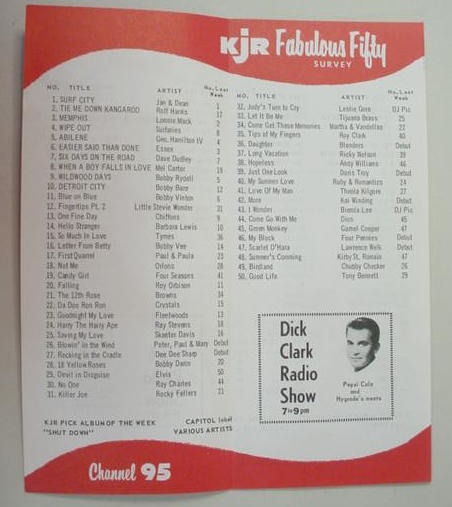 KJR Fabulous Fifty
SURVEY
NO. TITLE ARTIST No. Last Week
1. SURF CITY Jan & Dean 1
2. TIE ME DOWN KANGAROO Rolf Harris 17
3. MEMPHIS Lonnie Mack 2
4. WIPE OUT Surfaries 8
5. ABILENE Geo. Hamilton IV 4
6. EASIER SAID THAN DONE Essex 3
7. SIX DAYS ON THE ROAD Dave Dudley 7
8. WHEN A BOY FALLS IN LOVE Mel Carter 19
9. WILDWOOD DAYS Bobby Rydell 5
10. DETROIT CITY Bobby Bare 12
11. Blue on Blue Bobby Vinton 6
12. Fingertips Pt. 2 Little Stevie Wonder 31
13. One Fine Day Chiffons 9
14. Hello Stranger Barbara Lewis 10
15. So Much In Love Tymes 36
16. Letter From Betty Bobby Vee 14
17. First Quarrel Paul & Paula 23
18. Not Me Orlons 28
19. Candy Girl Four Seasons 41
20. Falling Roy Orbison 11
21. The 12th Rose Browns 34
22. Da Doo Ron Ron Crystals 15
23. Goodnight My Love Fleetwoods 13
24. Harry The Hairy Ape Ray Stevens 18
25. Saving My Love Skeeter Davis 16
26. Blowin' in the Wind Peter, Paul & Mary Debut
27. Rocking in the Cradle Dee Dee Sharp Debut
28. 18 Yellow Roses Bobby Darin 20
29. Devil in Disguise Elvis 50
30. No One Ray Charles 44
31. Killer Joe Rocky Fellers 21
KJR PICK ALBUM OF THE WEEK CAPITOL label
"SHUT DOWN" VARIOUS ARTISTS
Channel 95
NO. TITLE ARTIST No. Last Week
32. Judy's Turn to Cry Leslie Gore DJ Pic
33. Let It Be Me Tijuana Brass 25
34. Come Get These Memories Martha & Vandellas 22
35. Tips of My Fingers Roy Clark 40
36. Daughter Blenders Debut
37. Long Vacation Ricky Nelson 39
38. Hopeless Andy Williams 46
39. Just One Look Doris Troy Debut
40. My Summer Love Ruby & Romantics 24
41. Love Of My Man Theola Kilgore 27
42. More Kai Winding Debut
43. I Wonder Brenda Lee DJ Pic
44. Come Go With Me Dion 45
45. Green Monkey Garnel Cooper 47
46. My Block Four Pennies Debut
47. Scarlet O'Hara Lawrence Welk Debut
48. Summer's Comming Kirby St. Romain 47
49. Birdland Chubby Checker 26
50. Good Life Tony Bennett 29
Dick
Clark
Radio
Show
7 to 9 pm
Pepsi Cola
and
Hygrade's meats